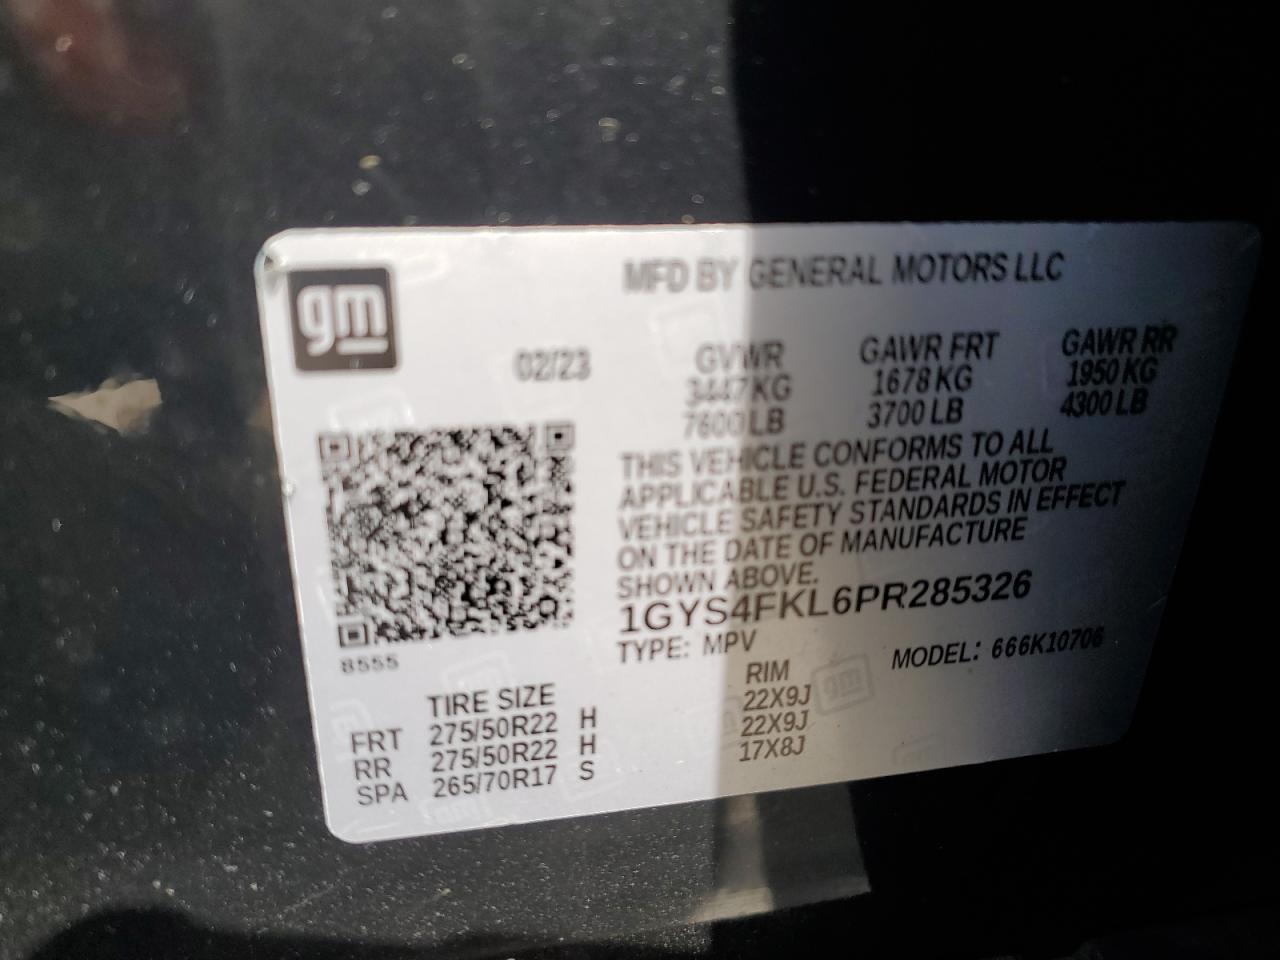 gm
MFD BY GENERAL MOTORS LLC
02/23
GVWR GAWR FRT GAWR RR
3447 KG 1678 KG 1950 KG
7600 LB 3700 LB 4300 LB
THIS VEHICLE CONFORMS TO ALL
APPLICABLE U.S. FEDERAL MOTOR
VEHICLE SAFETY STANDARDS IN EFFECT
ON THE DATE OF MANUFACTURE
SHOWN ABOVE.
1GYS4FKL6PR285326
TYPE: MPV MODEL: 666K10706
8555
TIRE SIZE RIM
FRT 275/50R22 H 22X9J
RR 275/50R22 H 22X9J
SPA 265/70R17 S 17X8J
gm